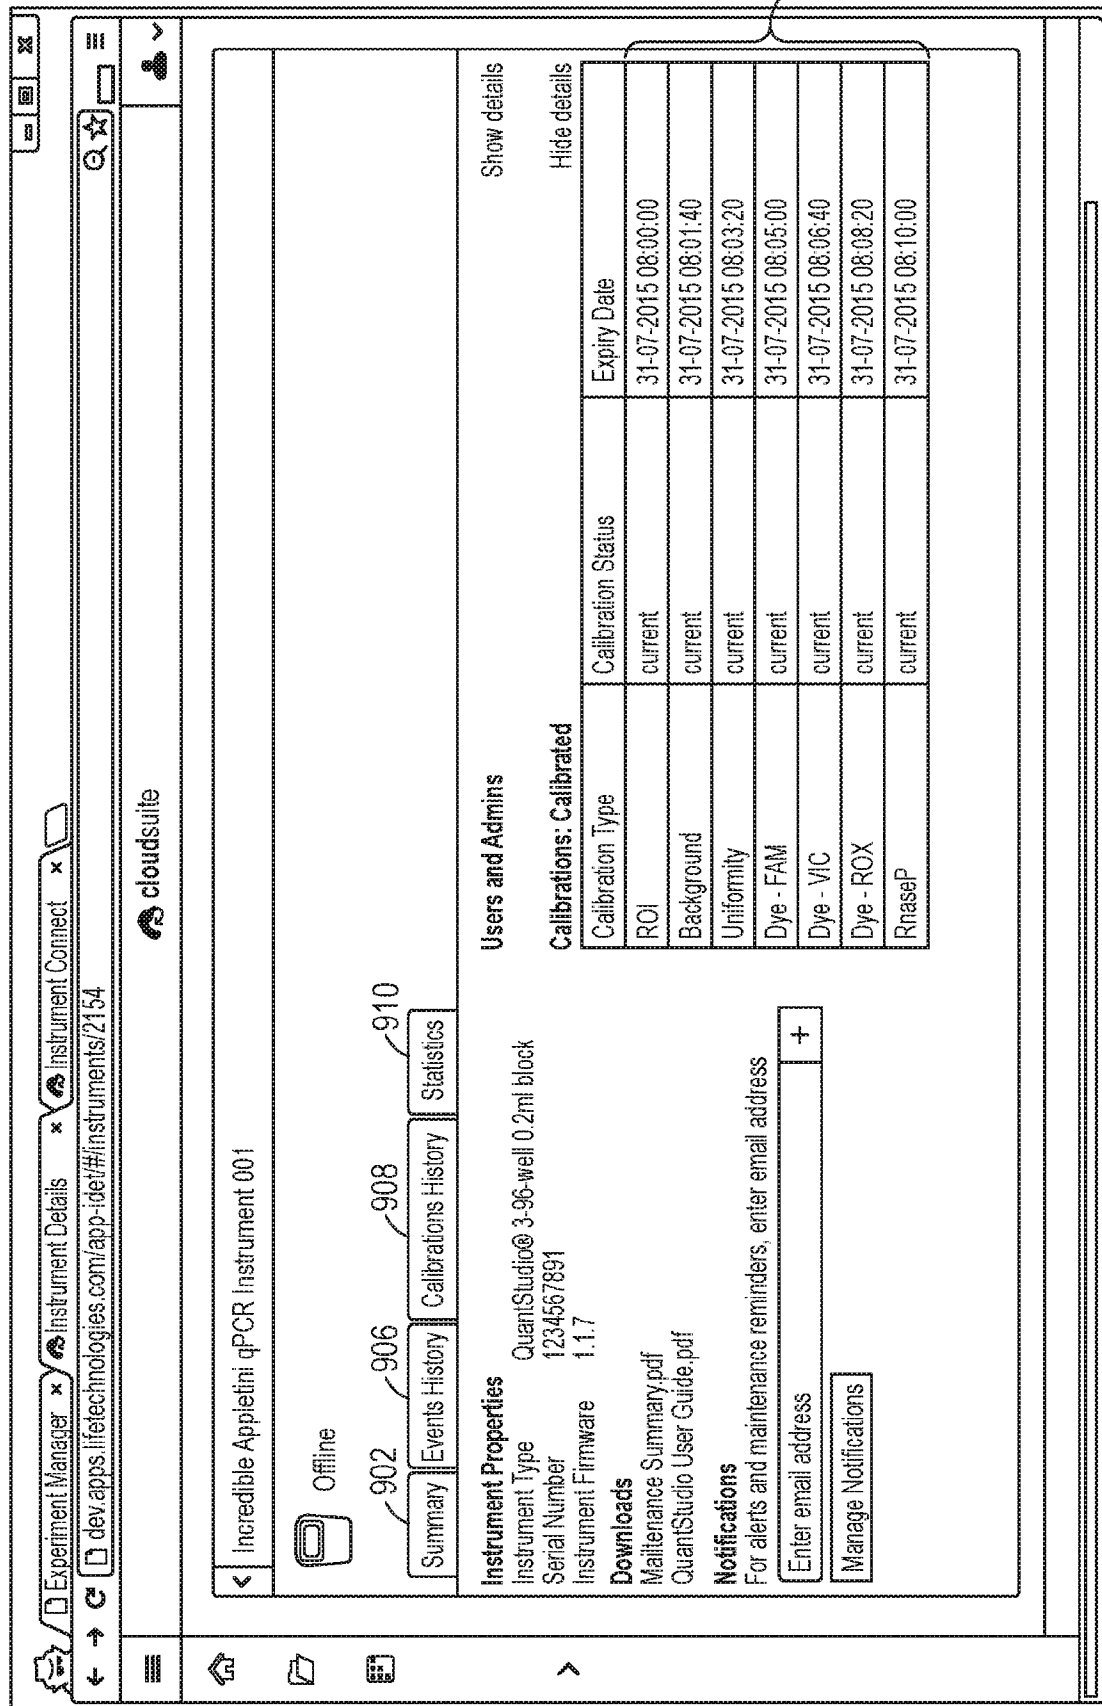 Experiment Manager × Instrument Details × Instrument Connect ×
dev.apps.lifetechnologies.com/app-idet/#/instruments/2154
cloudsuite
Incredible Appletini qPCR Instrument 001
Offline
902 906 908 910
Summary Events History Calibrations History Statistics
Instrument Properties
Instrument Type QuantStudio® 3-96-well 0.2ml block
Serial Number 1234567891
Instrument Firmware 1.1.7
Downloads
Mailtenance Summary.pdf
QuantStudio User Guide.pdf
Notifications
For alerts and maintenance reminders, enter email address
Enter email address +
Manage Notifications
Users and Admins Show details
Calibrations: Calibrated Hide details
Calibration Type Calibration Status Expiry Date
ROI current 31-07-2015 08:00:00
Background current 31-07-2015 08:01:40
Uniformity current 31-07-2015 08:03:20
Dye - FAM current 31-07-2015 08:05:00
Dye - VIC current 31-07-2015 08:06:40
Dye - ROX current 31-07-2015 08:08:20
RnaseP current 31-07-2015 08:10:00